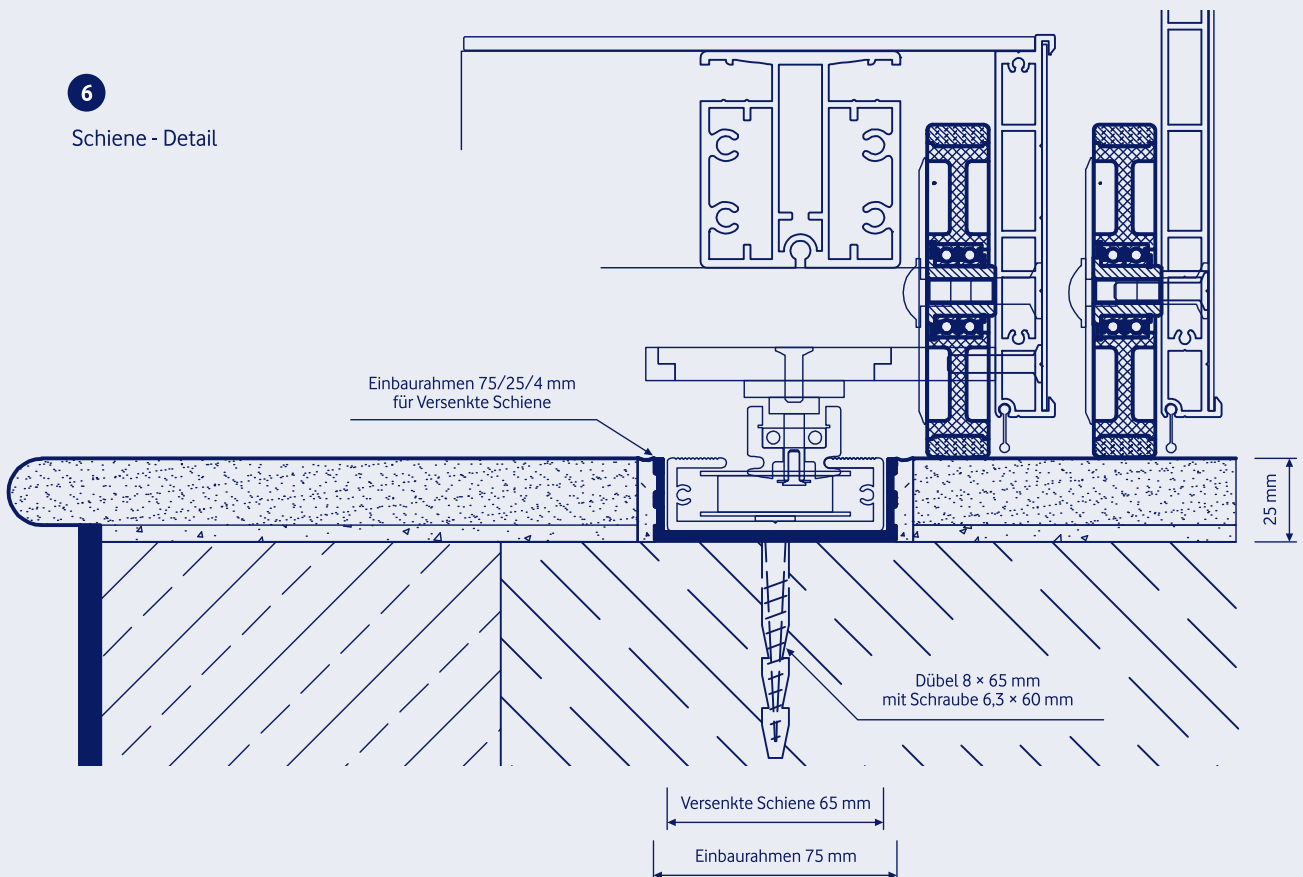 6
Schiene - Detail
Einbaurahmen 75/25/4 mm
für Versenkte Schiene
25 mm
Dübel 8 × 65 mm
mit Schraube 6,3 × 60 mm
Versenkte Schiene 65 mm
Einbaurahmen 75 mm